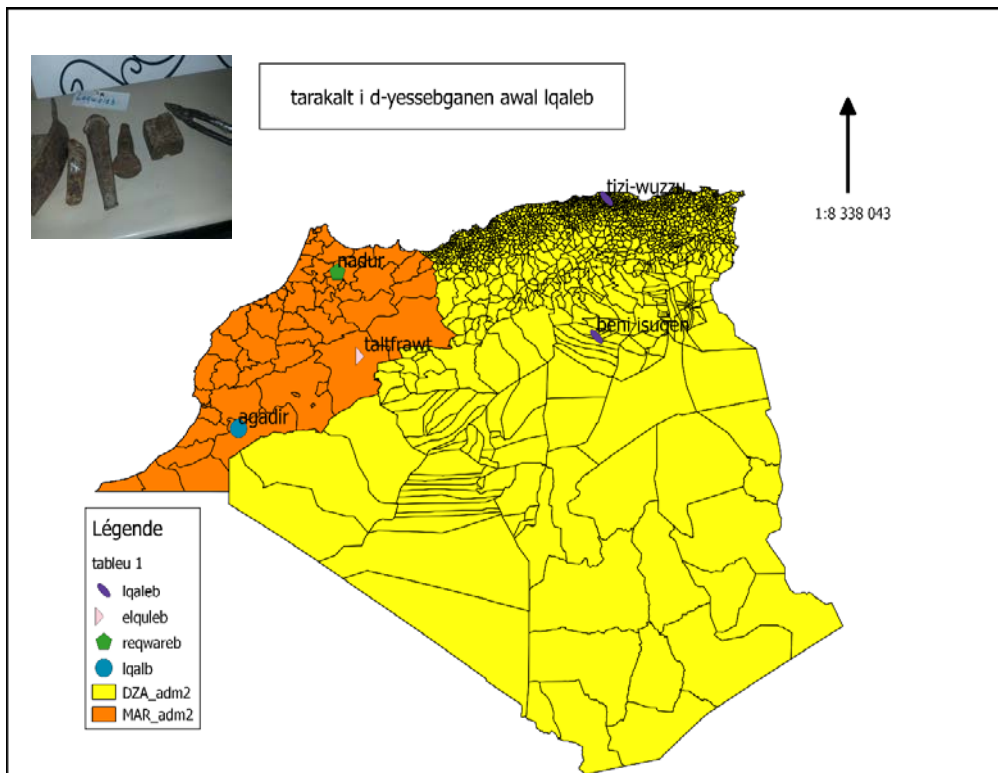 tarakalt i d-yessebganen awal lqaleb
1:8 338 043
tizi-wuzzu
nadur
beni isugen
taltfrawt
agadir
Légende
tableu 1
lqaleb
elquleb
reqwareb
lqalb
DZA_adm2
MAR_adm2